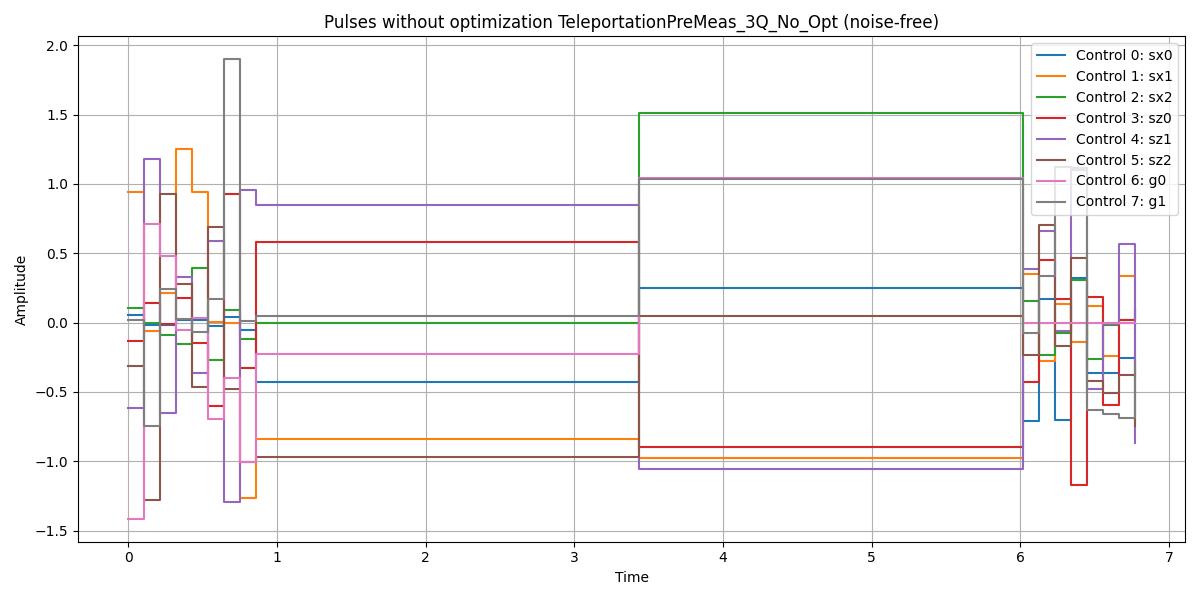 Pulses without optimization TeleportationPreMeas_3Q_No_Opt (noise-free)
Amplitude
2.0
1.5
1.0
0.5
0.0
−0.5
−1.0
−1.5
Control 0: sx0
Control 1: sx1
Control 2: sx2
Control 3: sz0
Control 4: sz1
Control 5: sz2
Control 6: g0
Control 7: g1
0 1 2 3 4 5 6 7
Time